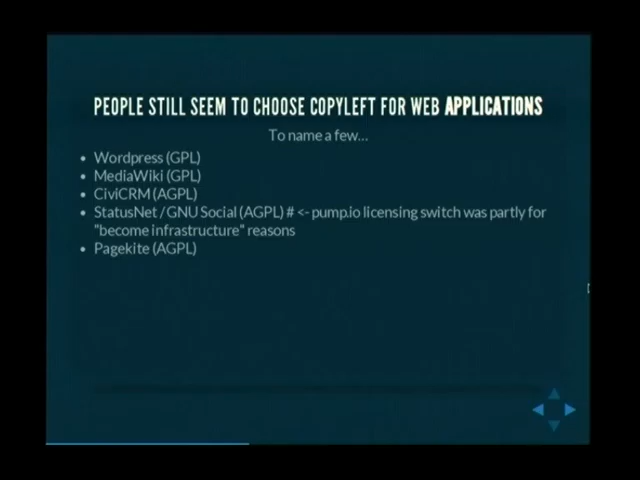 PEOPLE STILL SEEM TO CHOOSE COPYLEFT FOR WEB APPLICATIONS
To name a few...
• Wordpress (GPL)
• MediaWiki (GPL)
• CiviCRM (AGPL)
• StatusNet / GNU Social (AGPL) # <- pump.io licensing switch was partly for
"become infrastructure" reasons
• Pagekite (AGPL)